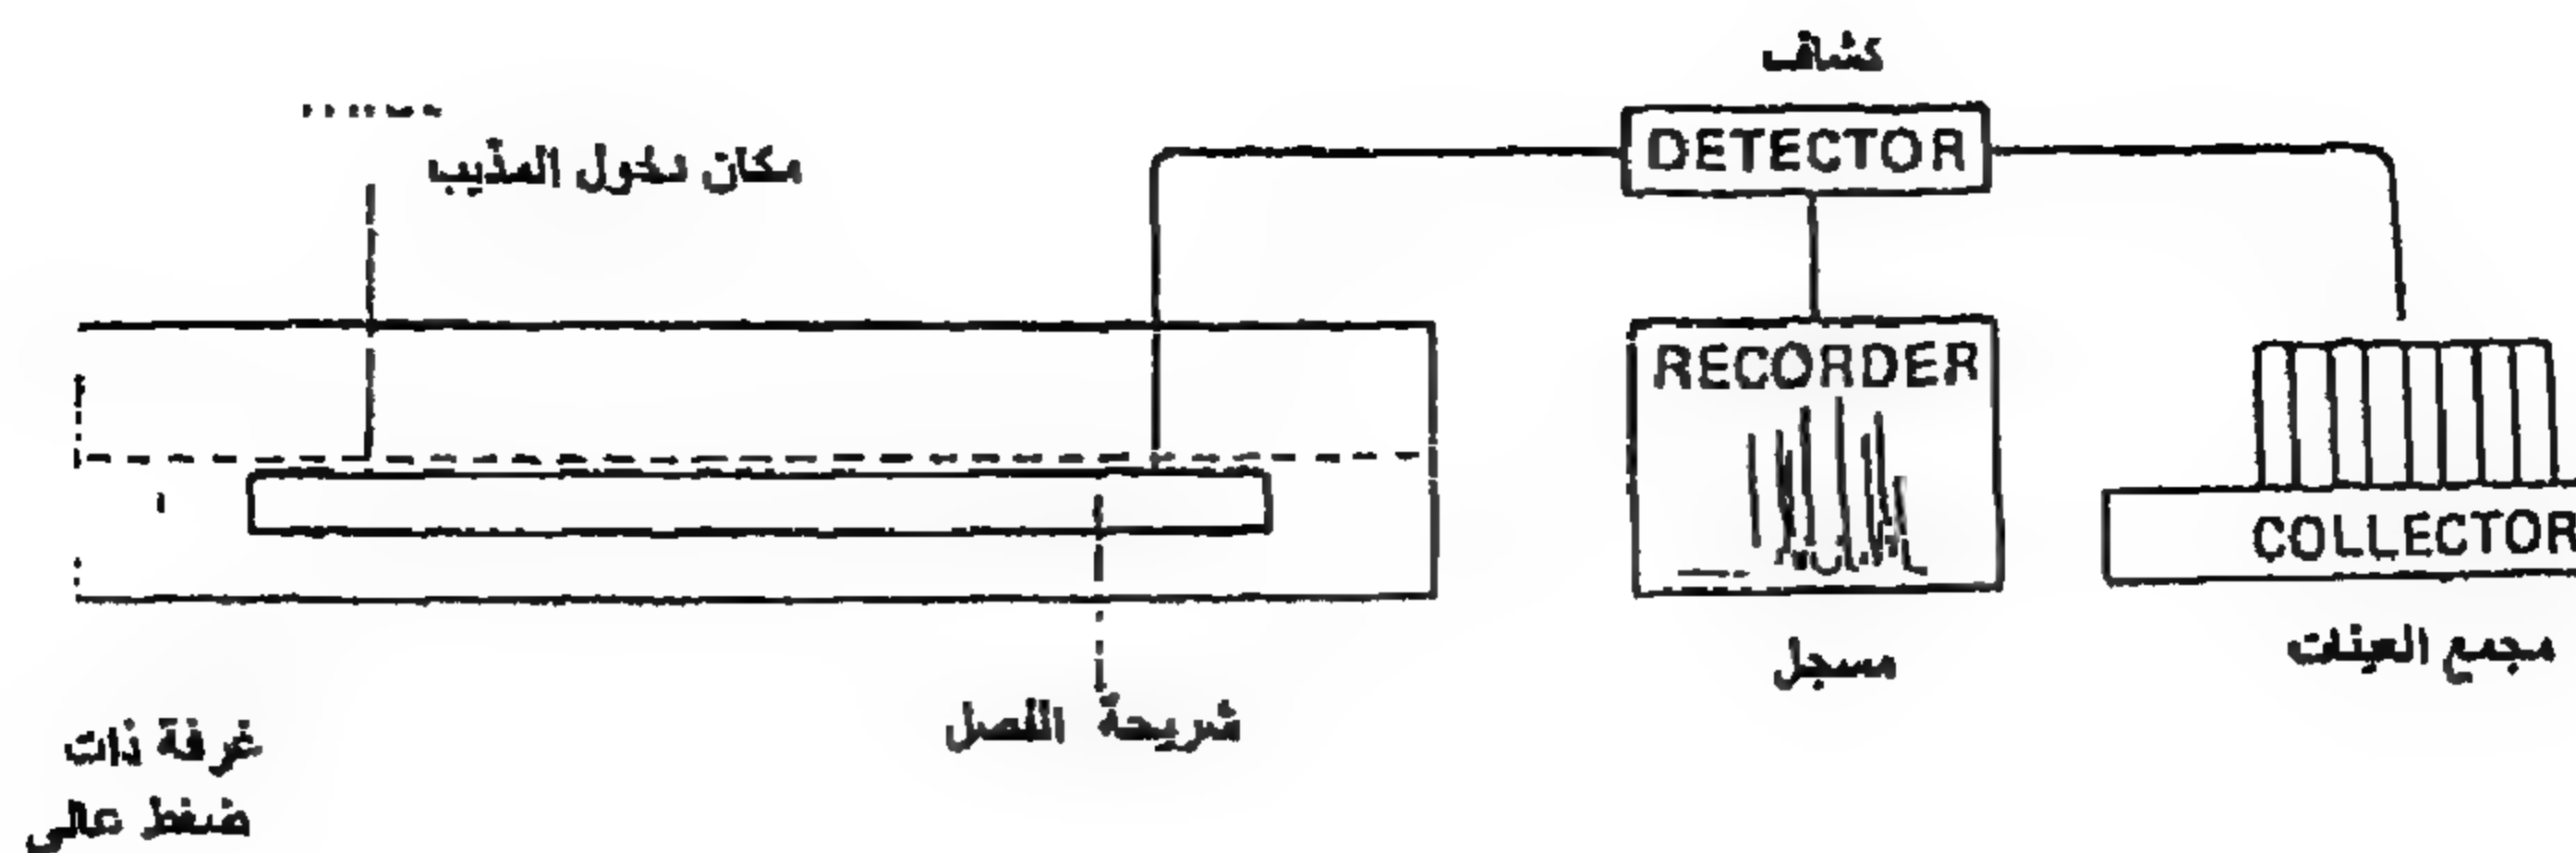 كشاف
DETECTOR
مكان دخول المذيب
RECORDER
COLLECTOR
مسجل
مجمع العينات
شريحة الفصل
غرفة ذات
ضغط عالي